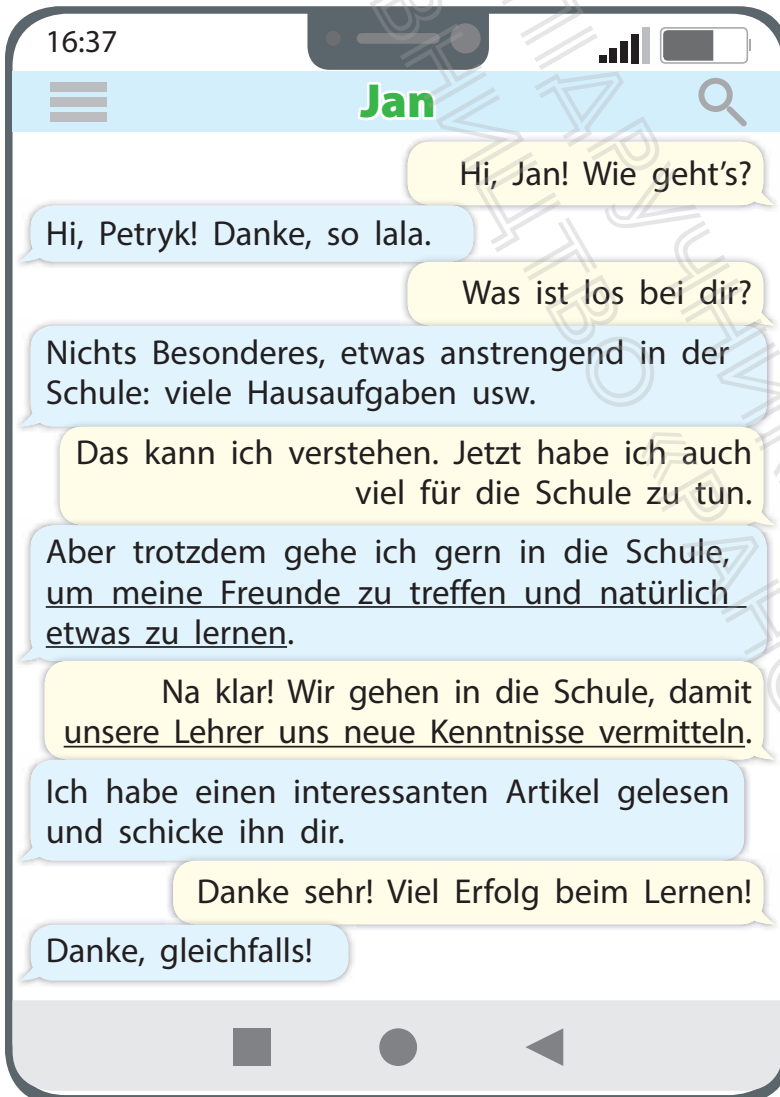 16:37
Jan
Hi, Jan! Wie geht's?
Hi, Petryk! Danke, so lala.
Was ist los bei dir?
Nichts Besonderes, etwas anstrengend in der
Schule: viele Hausaufgaben usw.
Das kann ich verstehen. Jetzt habe ich auch
viel für die Schule zu tun.
Aber trotzdem gehe ich gern in die Schule,
um meine Freunde zu treffen und natürlich
etwas zu lernen.
Na klar! Wir gehen in die Schule, damit
unsere Lehrer uns neue Kenntnisse vermitteln.
Ich habe einen interessanten Artikel gelesen
und schicke ihn dir.
Danke sehr! Viel Erfolg beim Lernen!
Danke, gleichfalls!